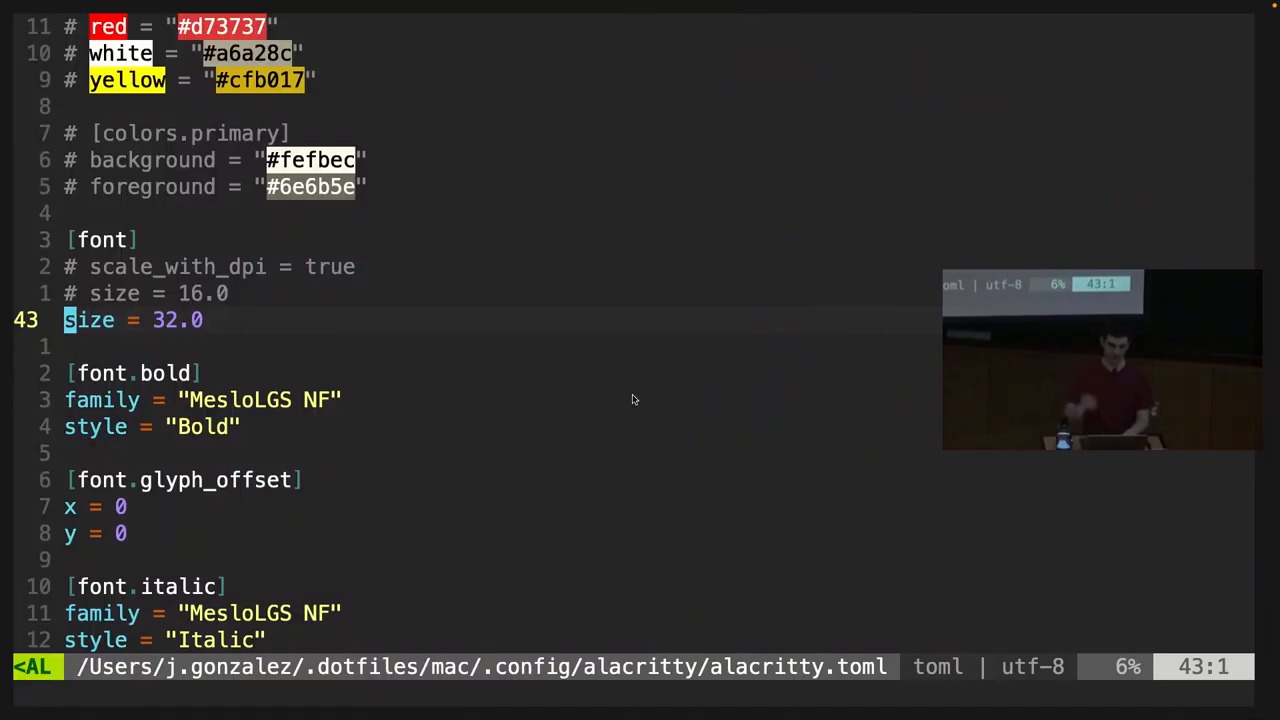 11 # red = "#d73737"
10 # white = "#a6a28c"
9 # yellow = "#cfb017"
8
7 # [colors.primary]
6 # background = "#fefbec"
5 # foreground = "#6e6b5e"
4
3 [font]
2 # scale_with_dpi = true
1 # size = 16.0
43 size = 32.0
1
2 [font.bold]
3 family = "MesloLGS NF"
4 style = "Bold"
5
6 [font.glyph_offset]
7 x = 0
8 y = 0
9
10 [font.italic]
11 family = "MesloLGS NF"
12 style = "Italic"
<AL /Users/j.gonzalez/.dotfiles/mac/.config/alacritty/alacritty.toml toml | utf-8 6% 43:1
oml | utf-8 6% 43:1